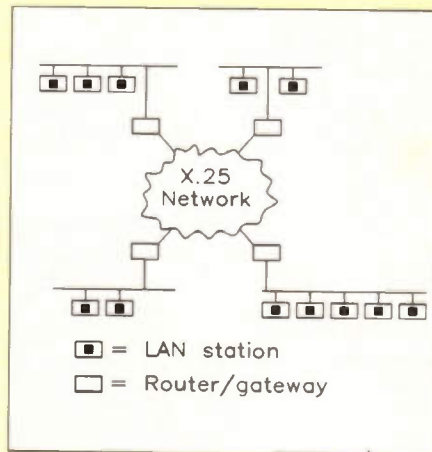 X.25
Network
= LAN station
= Router/gateway